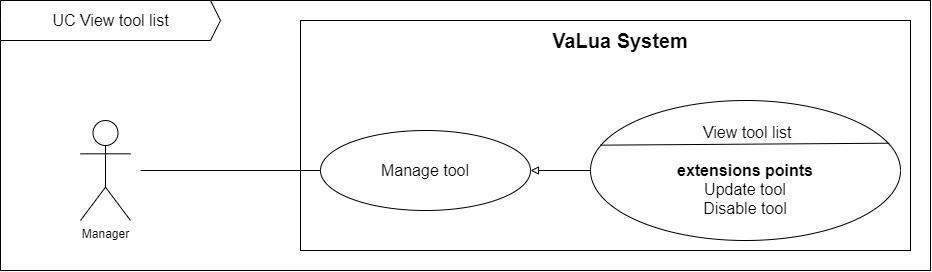 UC View tool list
VaLua System
View tool list
Manage tool
extensions points
Update tool
Disable tool
Manager